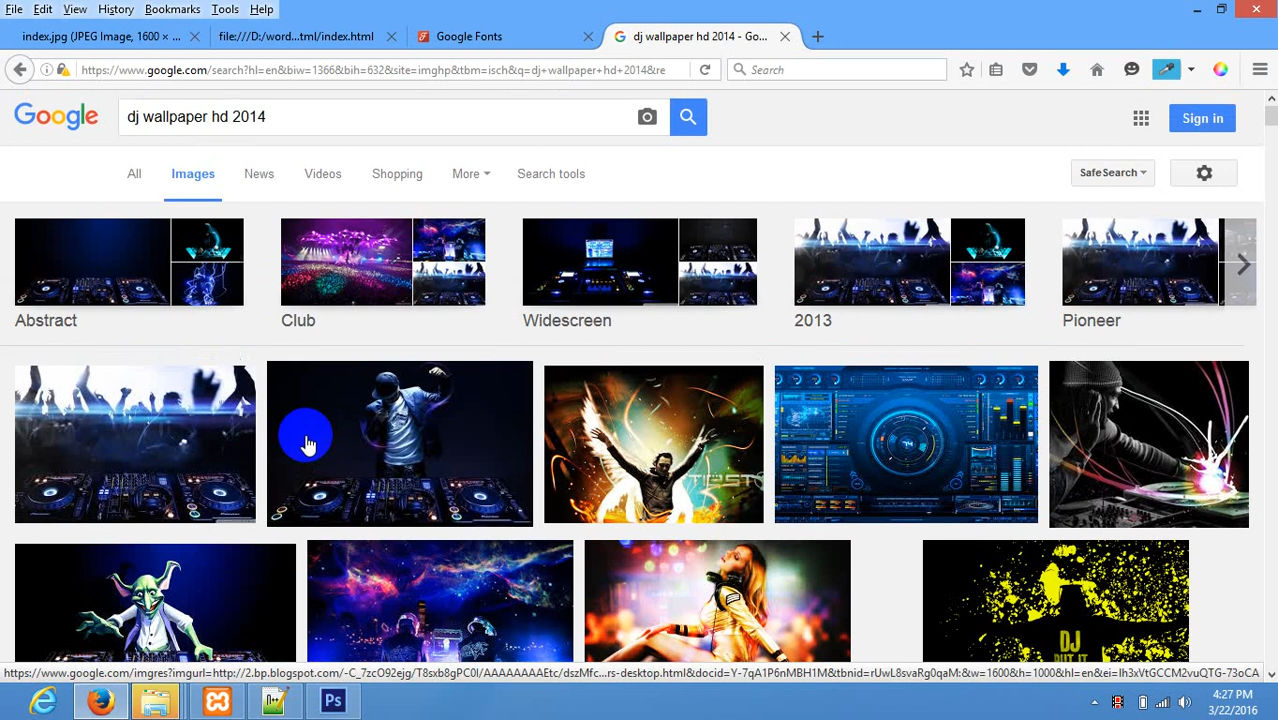 File Edit View History Bookmarks Tools Help
index.jpg (JPEG Image, 1600 × ...
file:///D:/word...tml/index.html
Google Fonts
dj wallpaper hd 2014 - Go...
https://www.google.com/search?hl=en&biw=1366&bih=632&site=imghp&tbm=isch&q=dj+wallpaper+hd+2014&re
Search
Google
dj wallpaper hd 2014
Sign in
All Images News Videos Shopping More Search tools
SafeSearch
Abstract Club Widescreen 2013 Pioneer
DJ
https://www.google.com/imgres?imgurl=http://2.bp.blogspot.com/-C_7zcO92ejg/T8sxb8gPC0I/AAAAAAAAEtc/dszMfc...rs-desktop.html&docid=Y-7qA1P6nMBH1M&tbnid=rUwL8svaRg0qaM:&w=1600&h=1000&hl=en&ei=Ih3xVtGCCM2vuQTG-73oCA
Ps
4:27 PM
3/22/2016